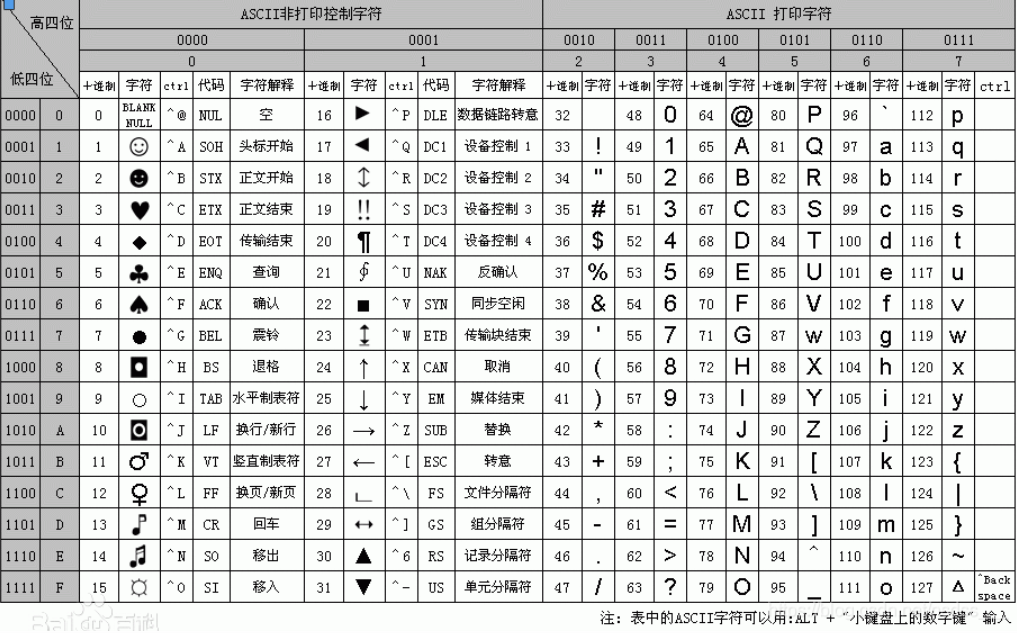 高四位 ASCII非打印控制字符 ASCII 打印字符
0000 0001 0010 0011 0100 0101 0110 0111
低四位 0 1 2 3 4 5 6 7
十进制 字符 ctrl 代码 字符解释 十进制 字符 ctrl 代码 字符解释 十进制 字符 十进制 字符 十进制 字符 十进制 字符 十进制 字符 十进制 字符 ctrl
0000 0 0 BLANK NULL ^@ NUL 空 16 ► ^P DLE 数据链路转意 32 48 0 64 @ 80 P 96 ` 112 p
0001 1 1 ☺ ^A SOH 头标开始 17 ◄ ^Q DC1 设备控制 1 33 ! 49 1 65 A 81 Q 97 a 113 q
0010 2 2 ☻ ^B STX 正文开始 18 ↕ ^R DC2 设备控制 2 34 " 50 2 66 B 82 R 98 b 114 r
0011 3 3 ♥ ^C ETX 正文结束 19 ‼ ^S DC3 设备控制 3 35 # 51 3 67 C 83 S 99 c 115 s
0100 4 4 ◆ ^D EOT 传输结束 20 ¶ ^T DC4 设备控制 4 36 $ 52 4 68 D 84 T 100 d 116 t
0101 5 5 ♣ ^E ENQ 查询 21 ∮ ^U NAK 反确认 37 % 53 5 69 E 85 U 101 e 117 u
0110 6 6 ♠ ^F ACK 确认 22 ■ ^V SYN 同步空闲 38 & 54 6 70 F 86 V 102 f 118 v
0111 7 7 ● ^G BEL 震铃 23 ↨ ^W ETB 传输块结束 39 ' 55 7 71 G 87 w 103 g 119 w
1000 8 8 ◘ ^H BS 退格 24 ↑ ^X CAN 取消 40 ( 56 8 72 H 88 X 104 h 120 x
1001 9 9 ○ ^I TAB 水平制表符 25 ↓ ^Y EM 媒体结束 41 ) 57 9 73 I 89 Y 105 i 121 y
1010 A 10 ◙ ^J LF 换行/新行 26 → ^Z SUB 替换 42 * 58 : 74 J 90 Z 106 j 122 z
1011 B 11 ♂ ^K VT 竖直制表符 27 ← ^[ ESC 转意 43 + 59 ; 75 K 91 [ 107 k 123 {
1100 C 12 ♀ ^L FF 换页/新页 28 ∟ ^\ FS 文件分隔符 44 , 60 < 76 L 92 \ 108 l 124 |
1101 D 13 ♪ ^M CR 回车 29 ↔ ^] GS 组分隔符 45 - 61 = 77 M 93 ] 109 m 125 }
1110 E 14 ♫ ^N SO 移出 30 ▲ ^6 RS 记录分隔符 46 . 62 > 78 N 94 ^ 110 n 126 ~
1111 F 15 ☼ ^O SI 移入 31 ▼ ^- US 单元分隔符 47 / 63 ? 79 O 95 _ 111 o 127 Δ ^Back space
注: 表中的ASCII字符可以用:ALT + "小键盘上的数字键" 输入